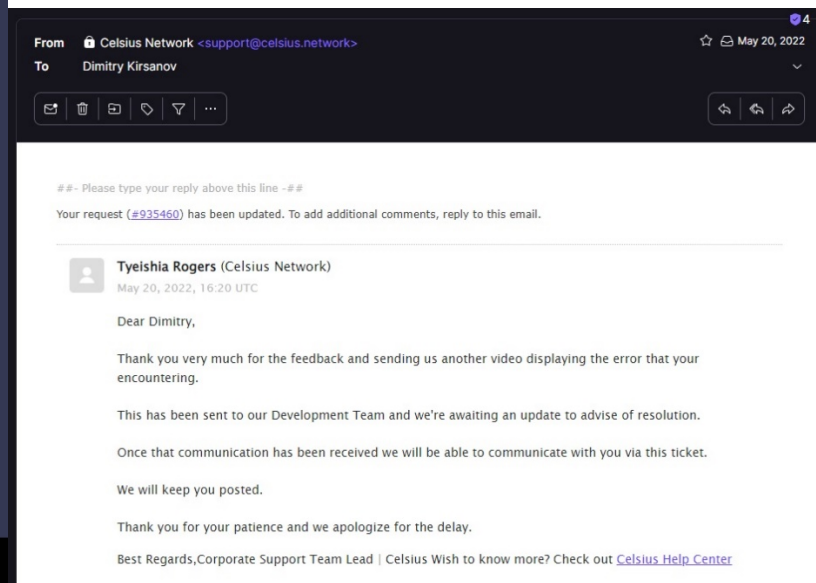 4
From Celsius Network <support@celsius.network> May 20, 2022
To Dimitry Kirsanov
##- Please type your reply above this line -##
Your request (#935460) has been updated. To add additional comments, reply to this email.
Tyeishia Rogers (Celsius Network)
May 20, 2022, 16:20 UTC
Dear Dimitry,
Thank you very much for the feedback and sending us another video displaying the error that your
encountering.
This has been sent to our Development Team and we're awaiting an update to advise of resolution.
Once that communication has been received we will be able to communicate with you via this ticket.
We will keep you posted.
Thank you for your patience and we apologize for the delay.
Best Regards,Corporate Support Team Lead | Celsius Wish to know more? Check out Celsius Help Center